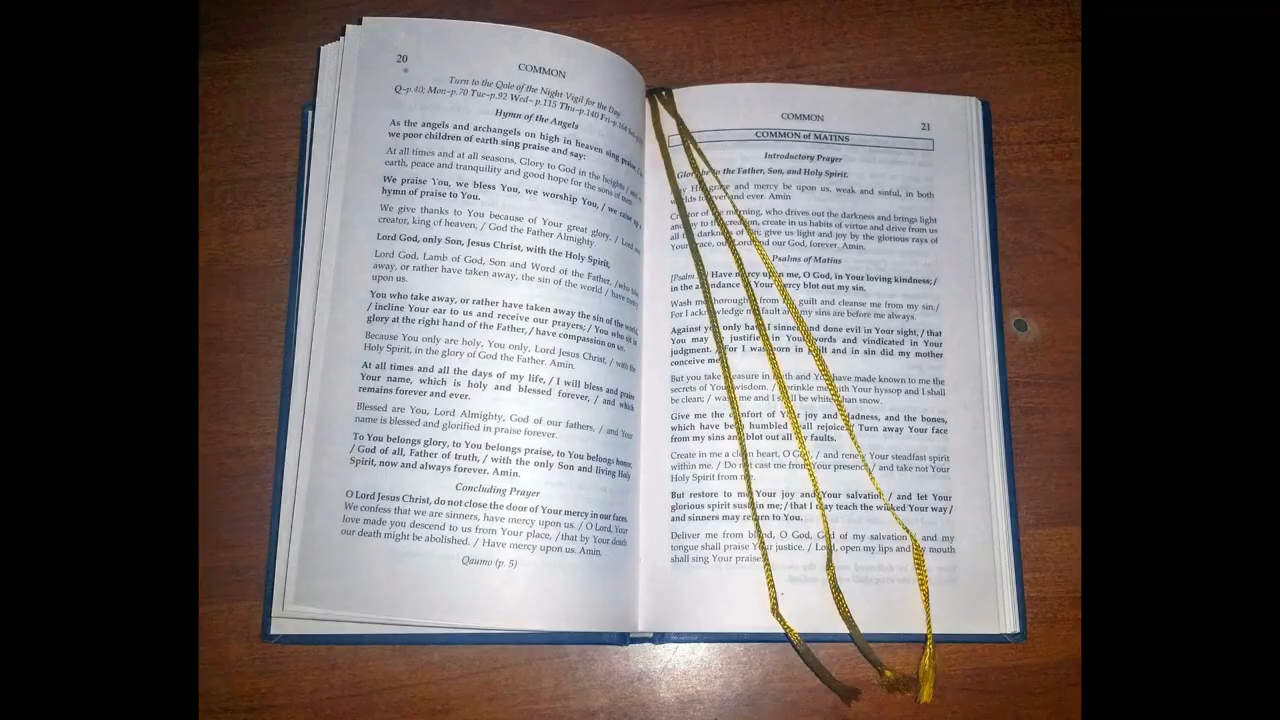 20
COMMON
Turn to the Qole of the Night Vigil for the Day
Q–p.40; Mon–p.70 Tue–p.92 Wed– p.115 Thu–p.140 Fri–p.164
Hymn of the Angels
As the angels and archangels on high in heaven sing praise,
we poor children of earth sing praise and say:
At all times and at all seasons, Glory to God in the heights / and on
earth, peace and tranquility and good hope for the sons of men.
We praise You, we bless You, we worship You, / we raise up a
hymn of praise to You.
We give thanks to You because of Your great glory, / Lord
creator, king of heaven, / God the Father Almighty.
Lord God, only Son, Jesus Christ, with the Holy Spirit,
Lord God, Lamb of God, Son and Word of the Father, /who take
away, or rather have taken away, the sin of the world / have mercy
upon us.
You who take away, or rather have taken away the sin of the world,
/ incline Your ear to us and receive our prayers; / You who sit in
glory at the right hand of the Father, / have compassion on us.
Because You only are holy, You only, Lord Jesus Christ, / with the
Holy Spirit, in the glory of God the Father. Amin.
At all times and all the days of my life, / I will bless and praise
Your name, which is holy and blessed forever, / and which
remains forever and ever.
Blessed are You, Lord Almighty, God of our fathers, / and Your
name is blessed and glorified in praise forever.
To You belongs glory, to You belongs praise, to You belongs honor,
/ God of all, Father of truth, / with the only Son and living Holy
Spirit, now and always forever. Amin.
Concluding Prayer
O Lord Jesus Christ, do not close the door of Your mercy in our faces.
We confess that we are sinners, have mercy upon us. / O Lord, Your
love made you descend to us from Your place, /that by Your death
our death might be abolished. / Have mercy upon us. Amin.
Qaumo (p. 5)
COMMON
21
COMMON of MATINS
Introductory Prayer
Glory be to the Father, Son, and Holy Spirit.
May His grace and mercy be upon us, weak and sinful, in both
worlds forever and ever. Amin
Creator of the morning, who drives out the darkness and brings light
and joy to the creation, create in us habits of virtue and drive from us
all the darkness of sin; give us light and joy by the glorious rays of
Your grace, our Lord and our God, forever. Amin.
Psalms of Matins
[Psalm / Have mercy upon me, O God, in Your loving kindness; /
in the abundance of Your mercy blot out my sin.
Wash me thoroughly from my guilt and cleanse me from my sin. /
For I acknowledge my fault and my sins are before me always.
Against you only have I sinned and done evil in Your sight, / that
You may be justified in Your words and vindicated in Your
judgment. / For I was born in guilt and in sin did my mother
conceive me.
But you take pleasure in truth and You have made known to me the
secrets of Your wisdom. / Sprinkle me with Your hyssop and I shall
be clean; / wash me and I shall be whiter than snow.
Give me the comfort of Your joy and gladness, and the bones,
which have been humbled shall rejoice. / Turn away Your face
from my sins and blot out all my faults.
Create in me a clean heart, O God, / and renew Your steadfast spirit
within me. / Do not cast me from Your presence, / and take not Your
Holy Spirit from me.
But restore to me Your joy and Your salvation, / and let Your
glorious spirit sustain me; / that I may teach the wicked Your way /
and sinners may return to You.
Deliver me from blood, O God, God of my salvation / and my
tongue shall praise Your justice. / Lord, open my lips and my mouth
shall sing Your praise.